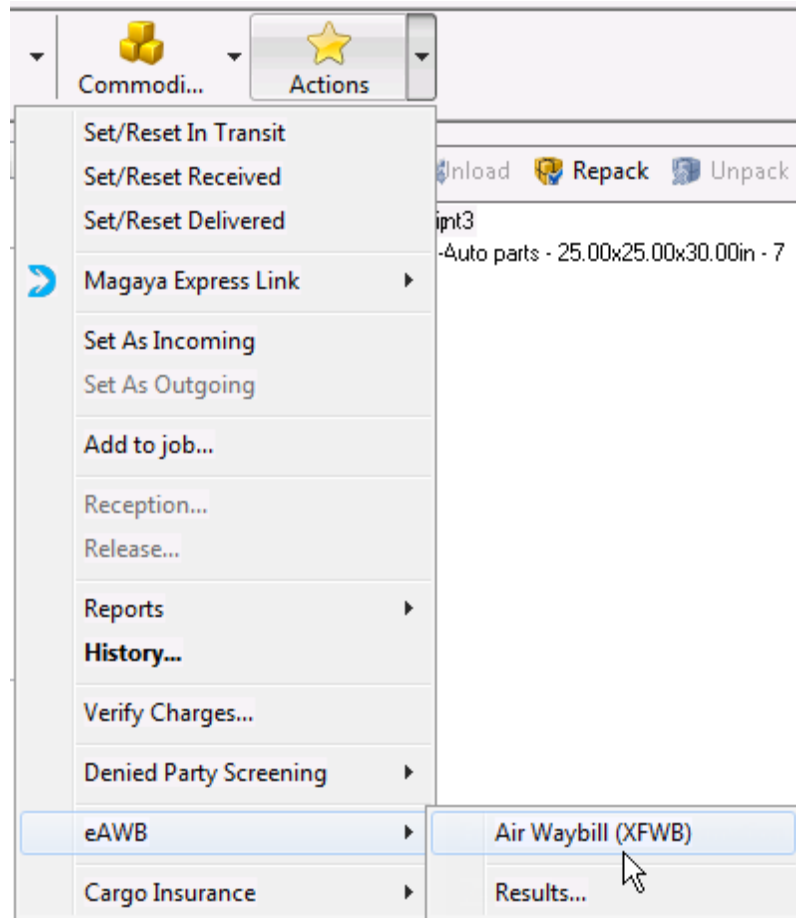 Commodi... Actions
Set/Reset In Transit
Set/Reset Received
Unload Repack Unpack
Set/Reset Delivered
-Auto parts - 25.00x25.00x30.00in - 7
Magaya Express Link
Set As Incoming
Set As Outgoing
Add to job...
Reception...
Release...
Reports
History...
Verify Charges...
Denied Party Screening
eAWB
Air Waybill (XFWB)
Cargo Insurance
Results...